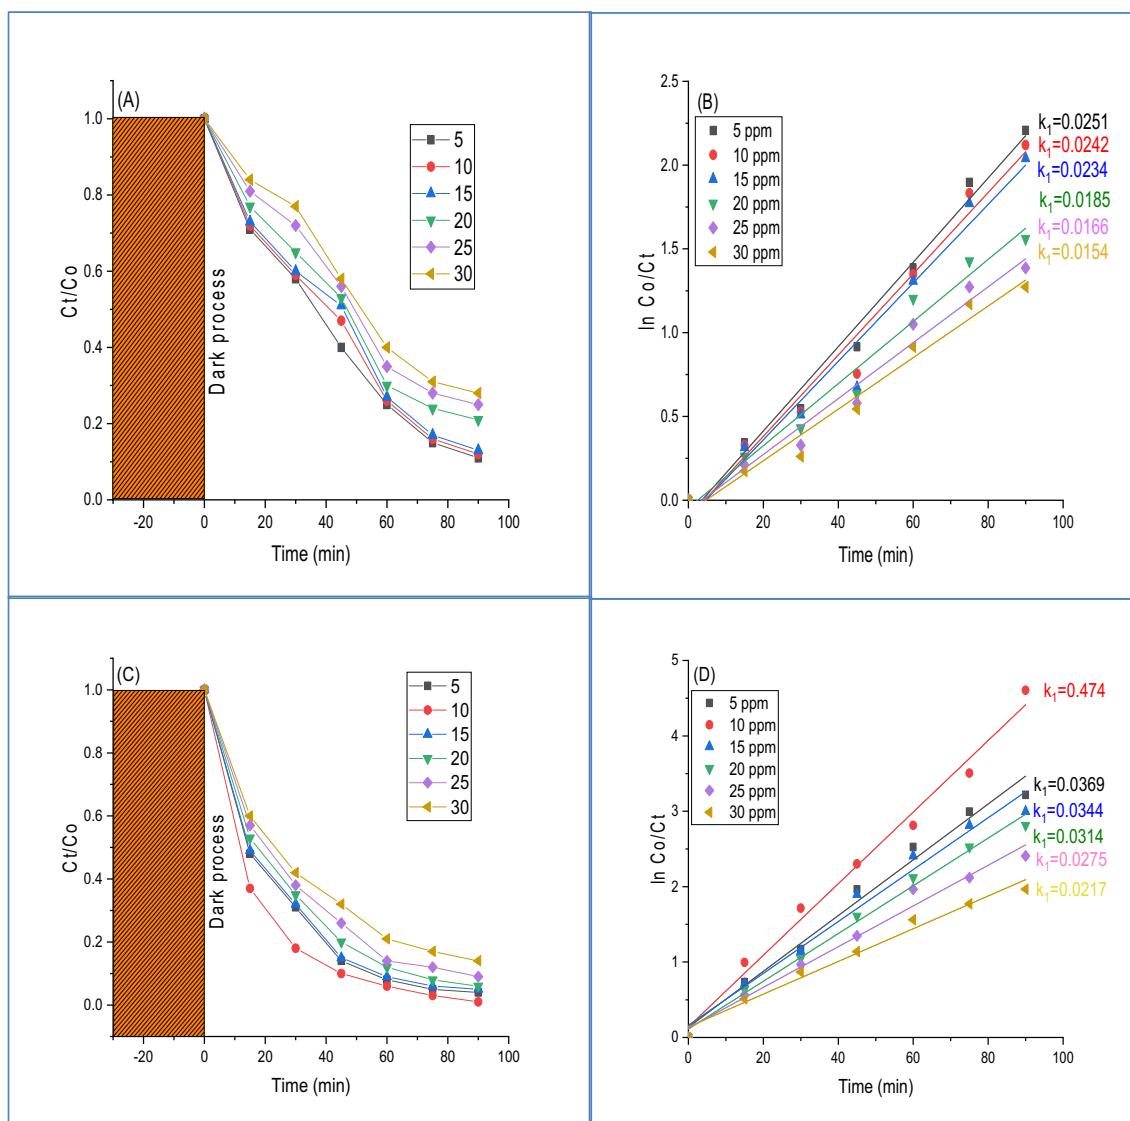 (A)
1.0
0.8
0.6
0.4
0.2
0.0
Ct/Co
Dark process
5
10
15
20
25
30
-20 0 20 40 60 80 100
Time (min)
(B)
2.5
2.0
1.5
1.0
0.5
0.0
ln Co/Ct
5 ppm
10 ppm
15 ppm
20 ppm
25 ppm
30 ppm
k1=0.0251
k1=0.0242
k1=0.0234
k1=0.0185
k1=0.0166
k1=0.0154
0 20 40 60 80 100
Time (min)
(C)
1.0
0.8
0.6
0.4
0.2
0.0
Ct/Co
Dark process
5
10
15
20
25
30
-20 0 20 40 60 80 100
Time (min)
(D)
5
4
3
2
1
0
ln Co/Ct
5 ppm
10 ppm
15 ppm
20 ppm
25 ppm
30 ppm
k1=0.474
k1=0.0369
k1=0.0344
k1=0.0314
k1=0.0275
k1=0.0217
0 20 40 60 80 100
Time (min)